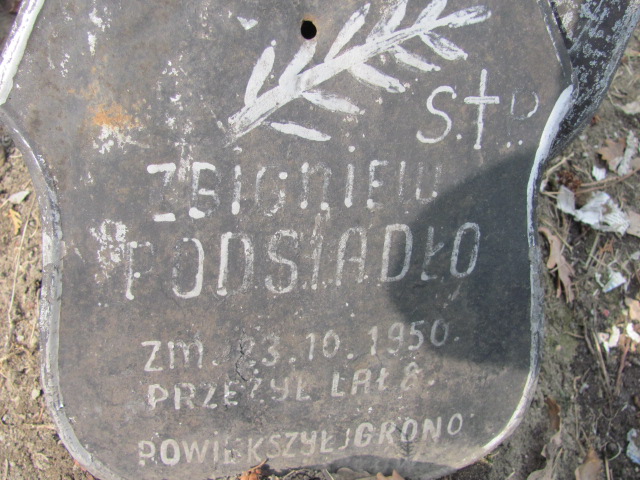 Ś.†P.
ZBIGNIEW
PODSIADŁO
ZM. 23.10.1950.
PRZEŻYŁ LAT 8.
POWIĘKSZYŁ GRONO